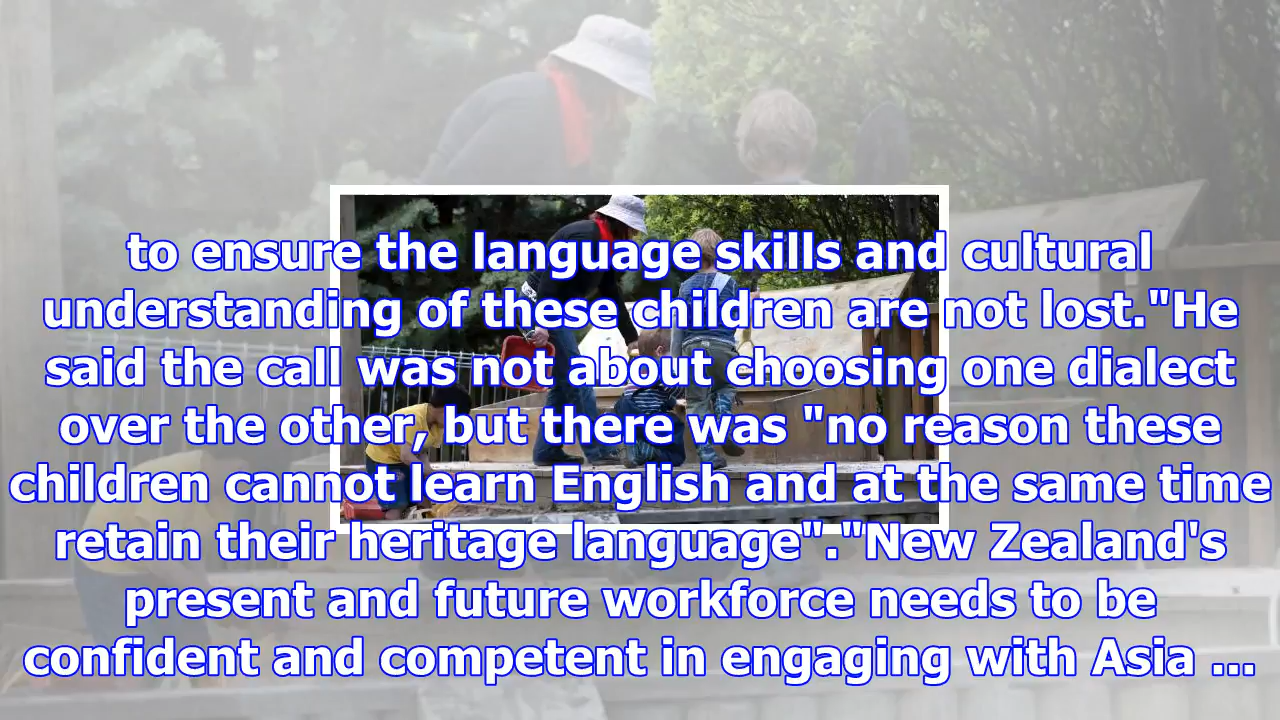 to ensure the language skills and cultural
understanding of these children are not lost."He
said the call was not about choosing one dialect
over the other, but there was "no reason these
children cannot learn English and at the same time
retain their heritage language"."New Zealand's
present and future workforce needs to be
confident and competent in engaging with Asia ...